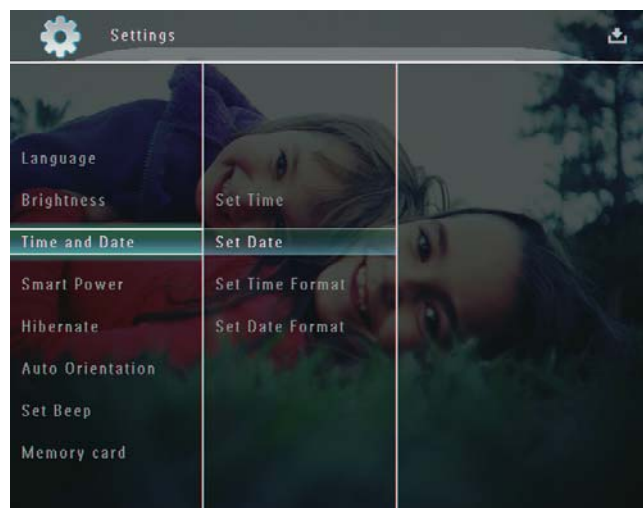 Settings
Language
Brightness
Time and Date
Smart Power
Hibernate
Auto Orientation
Set Beep
Memory card
Set Time
Set Date
Set Time Format
Set Date Format